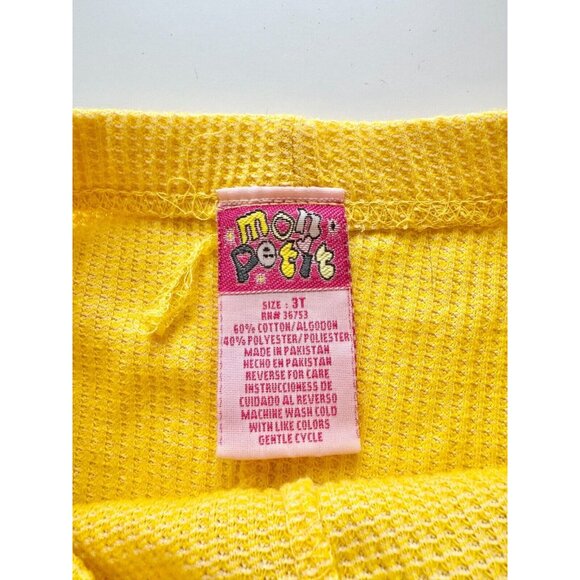 mon
petit
SIZE : 3T
RN# 36753
60% COTTON/ALGODON
40% POLYESTER/POLIESTER
MADE IN PAKISTAN
HECHO EN PAKISTAN
REVERSE FOR CARE
INSTRUCCIONESS DE
CUIDADO AL REVERSO
MACHINE WASH COLD
WITH LIKE COLORS
GENTLE CYCLE